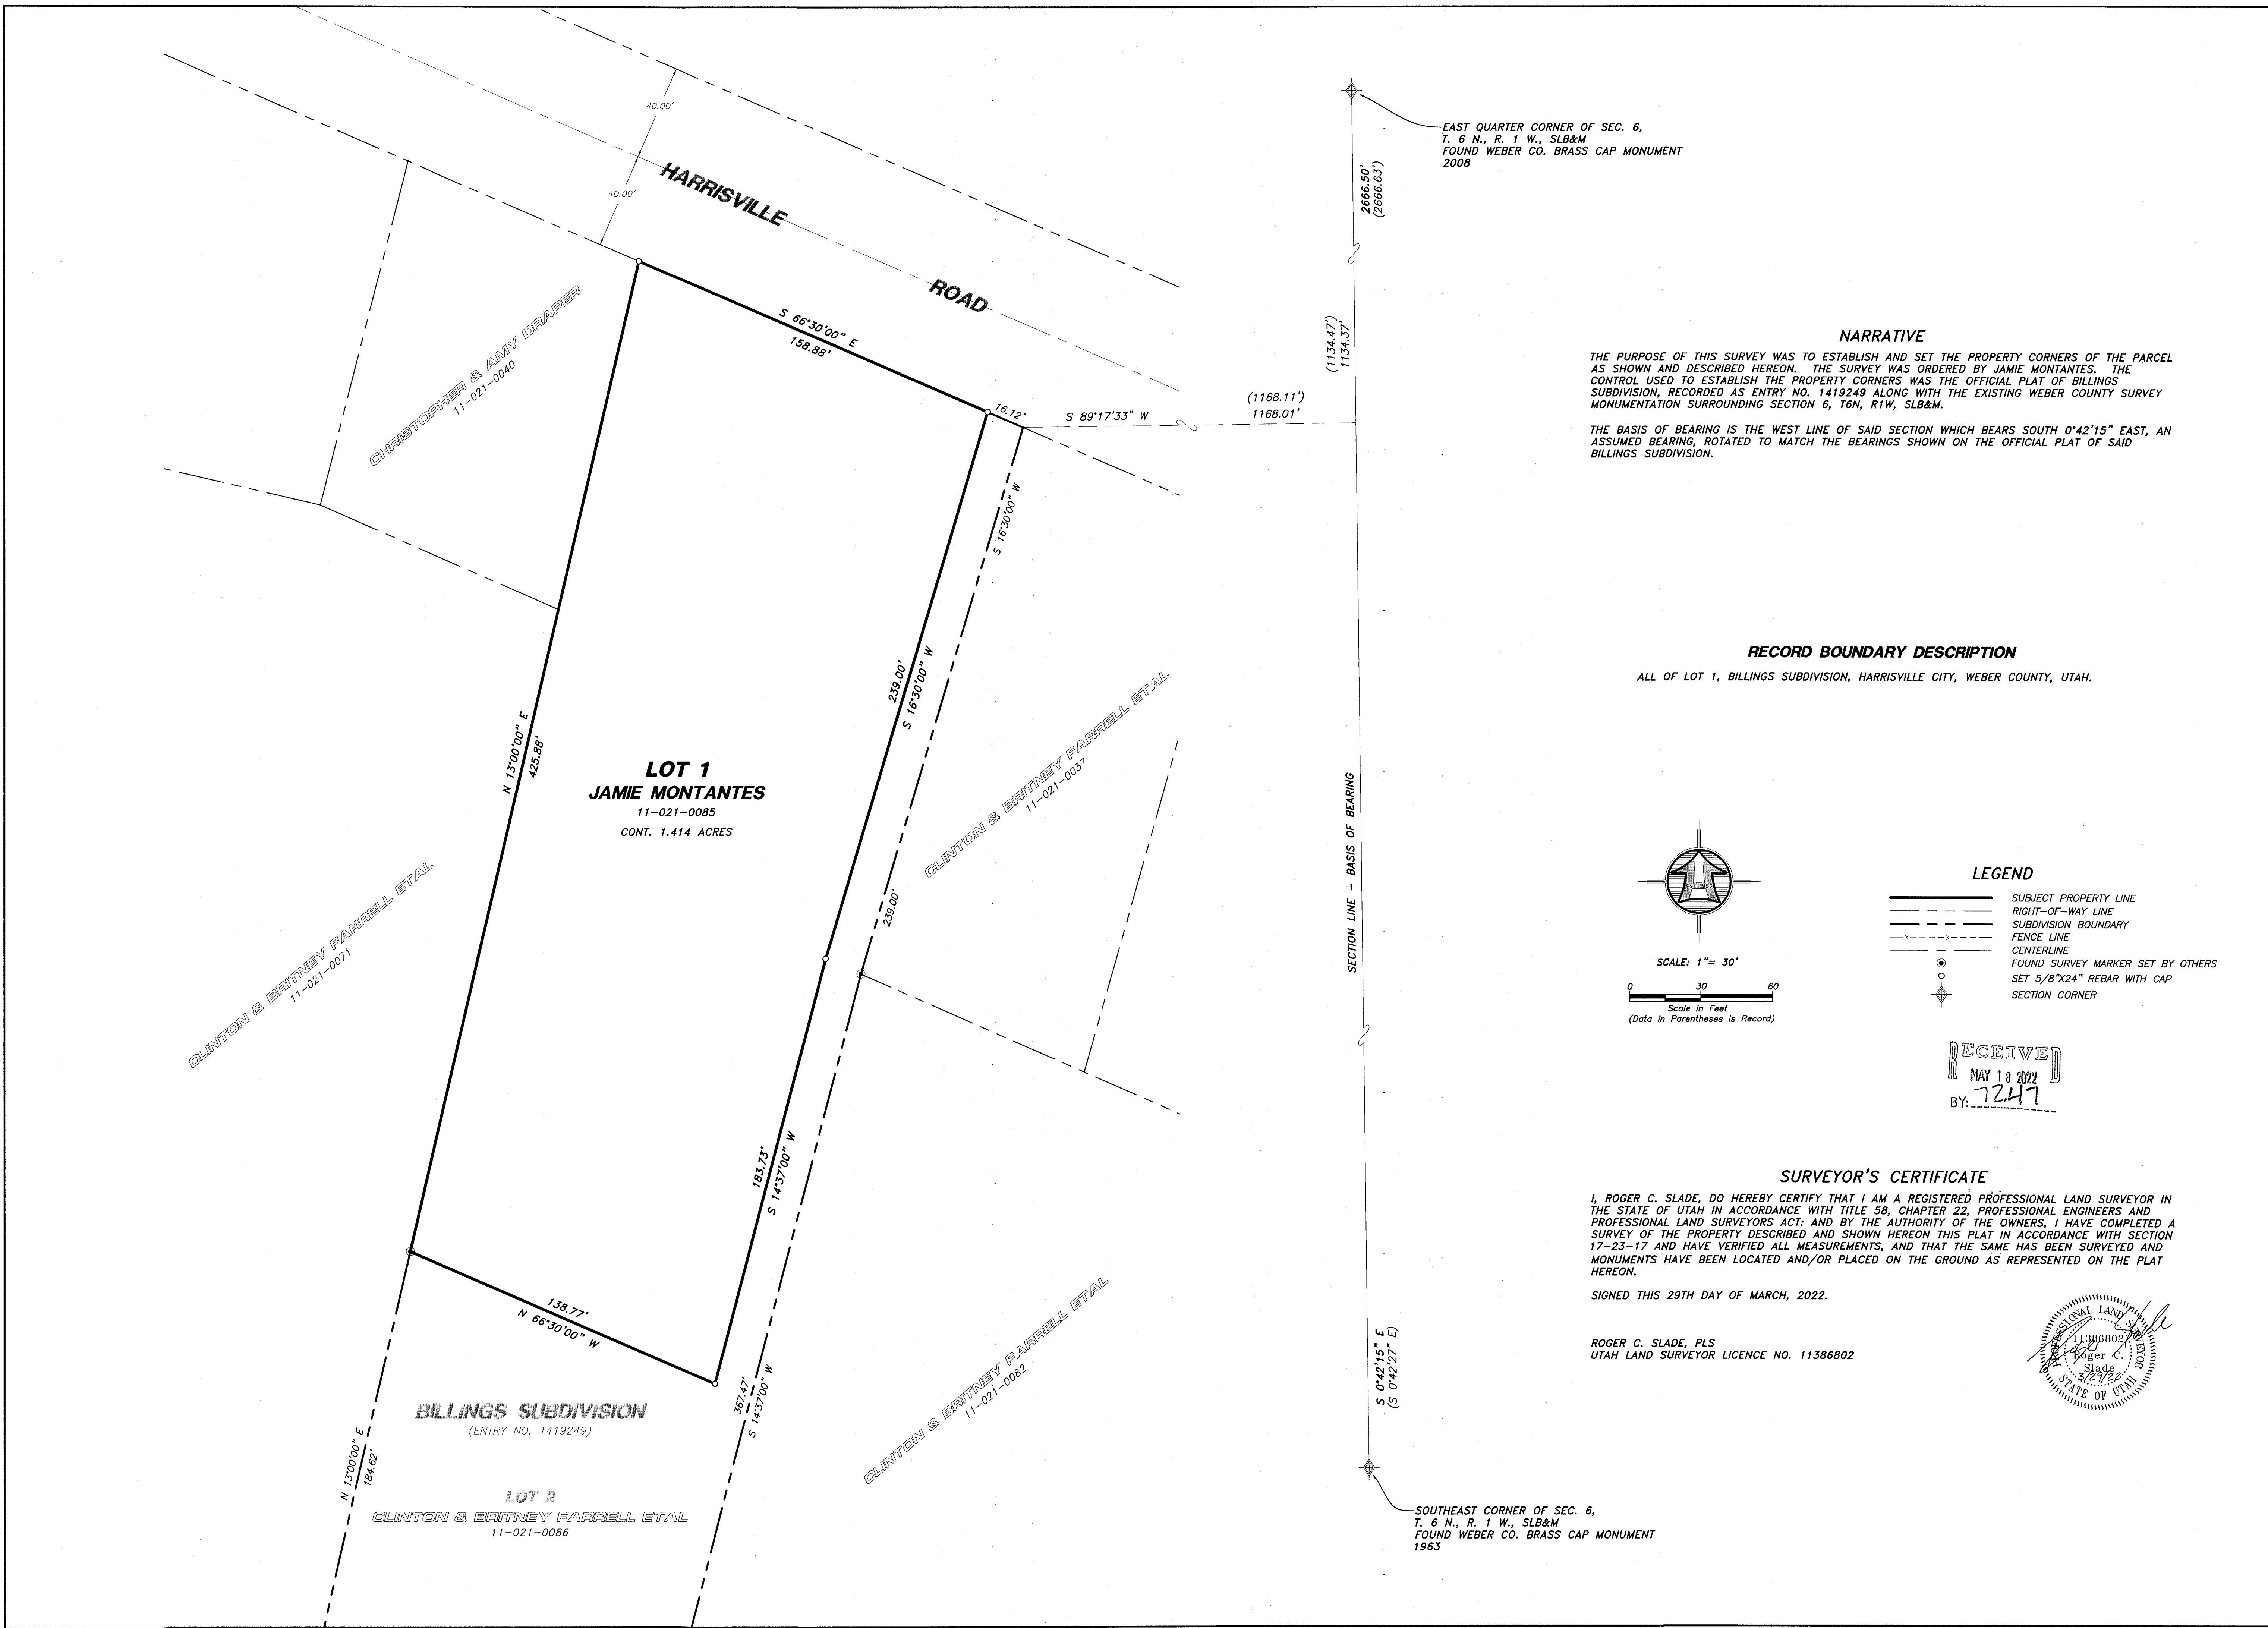 40.00'
40.00'
HARRISVILLE
ROAD
S 66°30'00" E
158.88'
16.12'
S 89°17'33" W
(1168.11')
1168.01'
(1134.47')
1134.37'
2666.50'
(2666.63')
EAST QUARTER CORNER OF SEC. 6,
T. 6 N., R. 1 W., SLB&M
FOUND WEBER CO. BRASS CAP MONUMENT
2008
CHRISTOPHER & AMY DRAPER
11-021-0040
S 16°30'00" W
239.00'
S 16°30'00" W
N 13°00'00" E
425.88'
LOT 1
JAMIE MONTANTES
11-021-0085
CONT. 1.414 ACRES
CLINTON & BRITNEY FARRELL ETAL
11-021-0037
239.00'
CLINTON & BRITNEY FARRELL ETAL
11-021-0071
SECTION LINE - BASIS OF BEARING
183.73'
S 14°37'00" W
138.77'
N 66°30'00" W
367.47'
S 14°37'00" W
CLINTON & BRITNEY FARRELL ETAL
11-021-0082
BILLINGS SUBDIVISION
(ENTRY NO. 1419249)
N 13°00'00" E
184.62'
LOT 2
CLINTON & BRITNEY FARRELL ETAL
11-021-0086
S 0°42'15" E
(S 0°42'27" E)
SOUTHEAST CORNER OF SEC. 6,
T. 6 N., R. 1 W., SLB&M
FOUND WEBER CO. BRASS CAP MONUMENT
1963
NARRATIVE
THE PURPOSE OF THIS SURVEY WAS TO ESTABLISH AND SET THE PROPERTY CORNERS OF THE PARCEL
AS SHOWN AND DESCRIBED HEREON. THE SURVEY WAS ORDERED BY JAMIE MONTANTES. THE
CONTROL USED TO ESTABLISH THE PROPERTY CORNERS WAS THE OFFICIAL PLAT OF BILLINGS
SUBDIVISION, RECORDED AS ENTRY NO. 1419249 ALONG WITH THE EXISTING WEBER COUNTY SURVEY
MONUMENTATION SURROUNDING SECTION 6, T6N, R1W, SLB&M.
THE BASIS OF BEARING IS THE WEST LINE OF SAID SECTION WHICH BEARS SOUTH 0°42'15" EAST, AN
ASSUMED BEARING, ROTATED TO MATCH THE BEARINGS SHOWN ON THE OFFICIAL PLAT OF SAID
BILLINGS SUBDIVISION.
RECORD BOUNDARY DESCRIPTION
ALL OF LOT 1, BILLINGS SUBDIVISION, HARRISVILLE CITY, WEBER COUNTY, UTAH.
SCALE: 1"= 30'
0 30 60
Scale in Feet
(Data in Parentheses is Record)
LEGEND
SUBJECT PROPERTY LINE
RIGHT-OF-WAY LINE
SUBDIVISION BOUNDARY
x x FENCE LINE
CENTERLINE
FOUND SURVEY MARKER SET BY OTHERS
SET 5/8"X24" REBAR WITH CAP
SECTION CORNER
RECEIVED
MAY 18 2022
BY: 7247
SURVEYOR'S CERTIFICATE
I, ROGER C. SLADE, DO HEREBY CERTIFY THAT I AM A REGISTERED PROFESSIONAL LAND SURVEYOR IN
THE STATE OF UTAH IN ACCORDANCE WITH TITLE 58, CHAPTER 22, PROFESSIONAL ENGINEERS AND
PROFESSIONAL LAND SURVEYORS ACT: AND BY THE AUTHORITY OF THE OWNERS, I HAVE COMPLETED A
SURVEY OF THE PROPERTY DESCRIBED AND SHOWN HEREON THIS PLAT IN ACCORDANCE WITH SECTION
17-23-17 AND HAVE VERIFIED ALL MEASUREMENTS, AND THAT THE SAME HAS BEEN SURVEYED AND
MONUMENTS HAVE BEEN LOCATED AND/OR PLACED ON THE GROUND AS REPRESENTED ON THE PLAT
HEREON.
SIGNED THIS 29TH DAY OF MARCH, 2022.
ROGER C. SLADE, PLS
UTAH LAND SURVEYOR LICENCE NO. 11386802
PROFESSIONAL LAND SURVEYOR
11386802
Roger C.
Slade
3/29/22
STATE OF UTAH